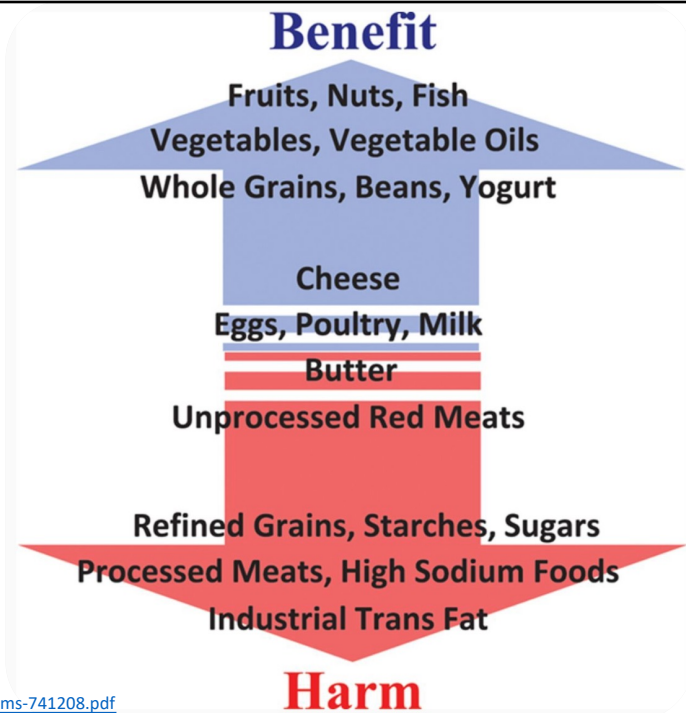 Benefit
Fruits, Nuts, Fish
Vegetables, Vegetable Oils
Whole Grains, Beans, Yogurt
Cheese
Eggs, Poultry, Milk
Butter
Unprocessed Red Meats
Refined Grains, Starches, Sugars
Processed Meats, High Sodium Foods
Industrial Trans Fat
Harm
ms-741208.pdf